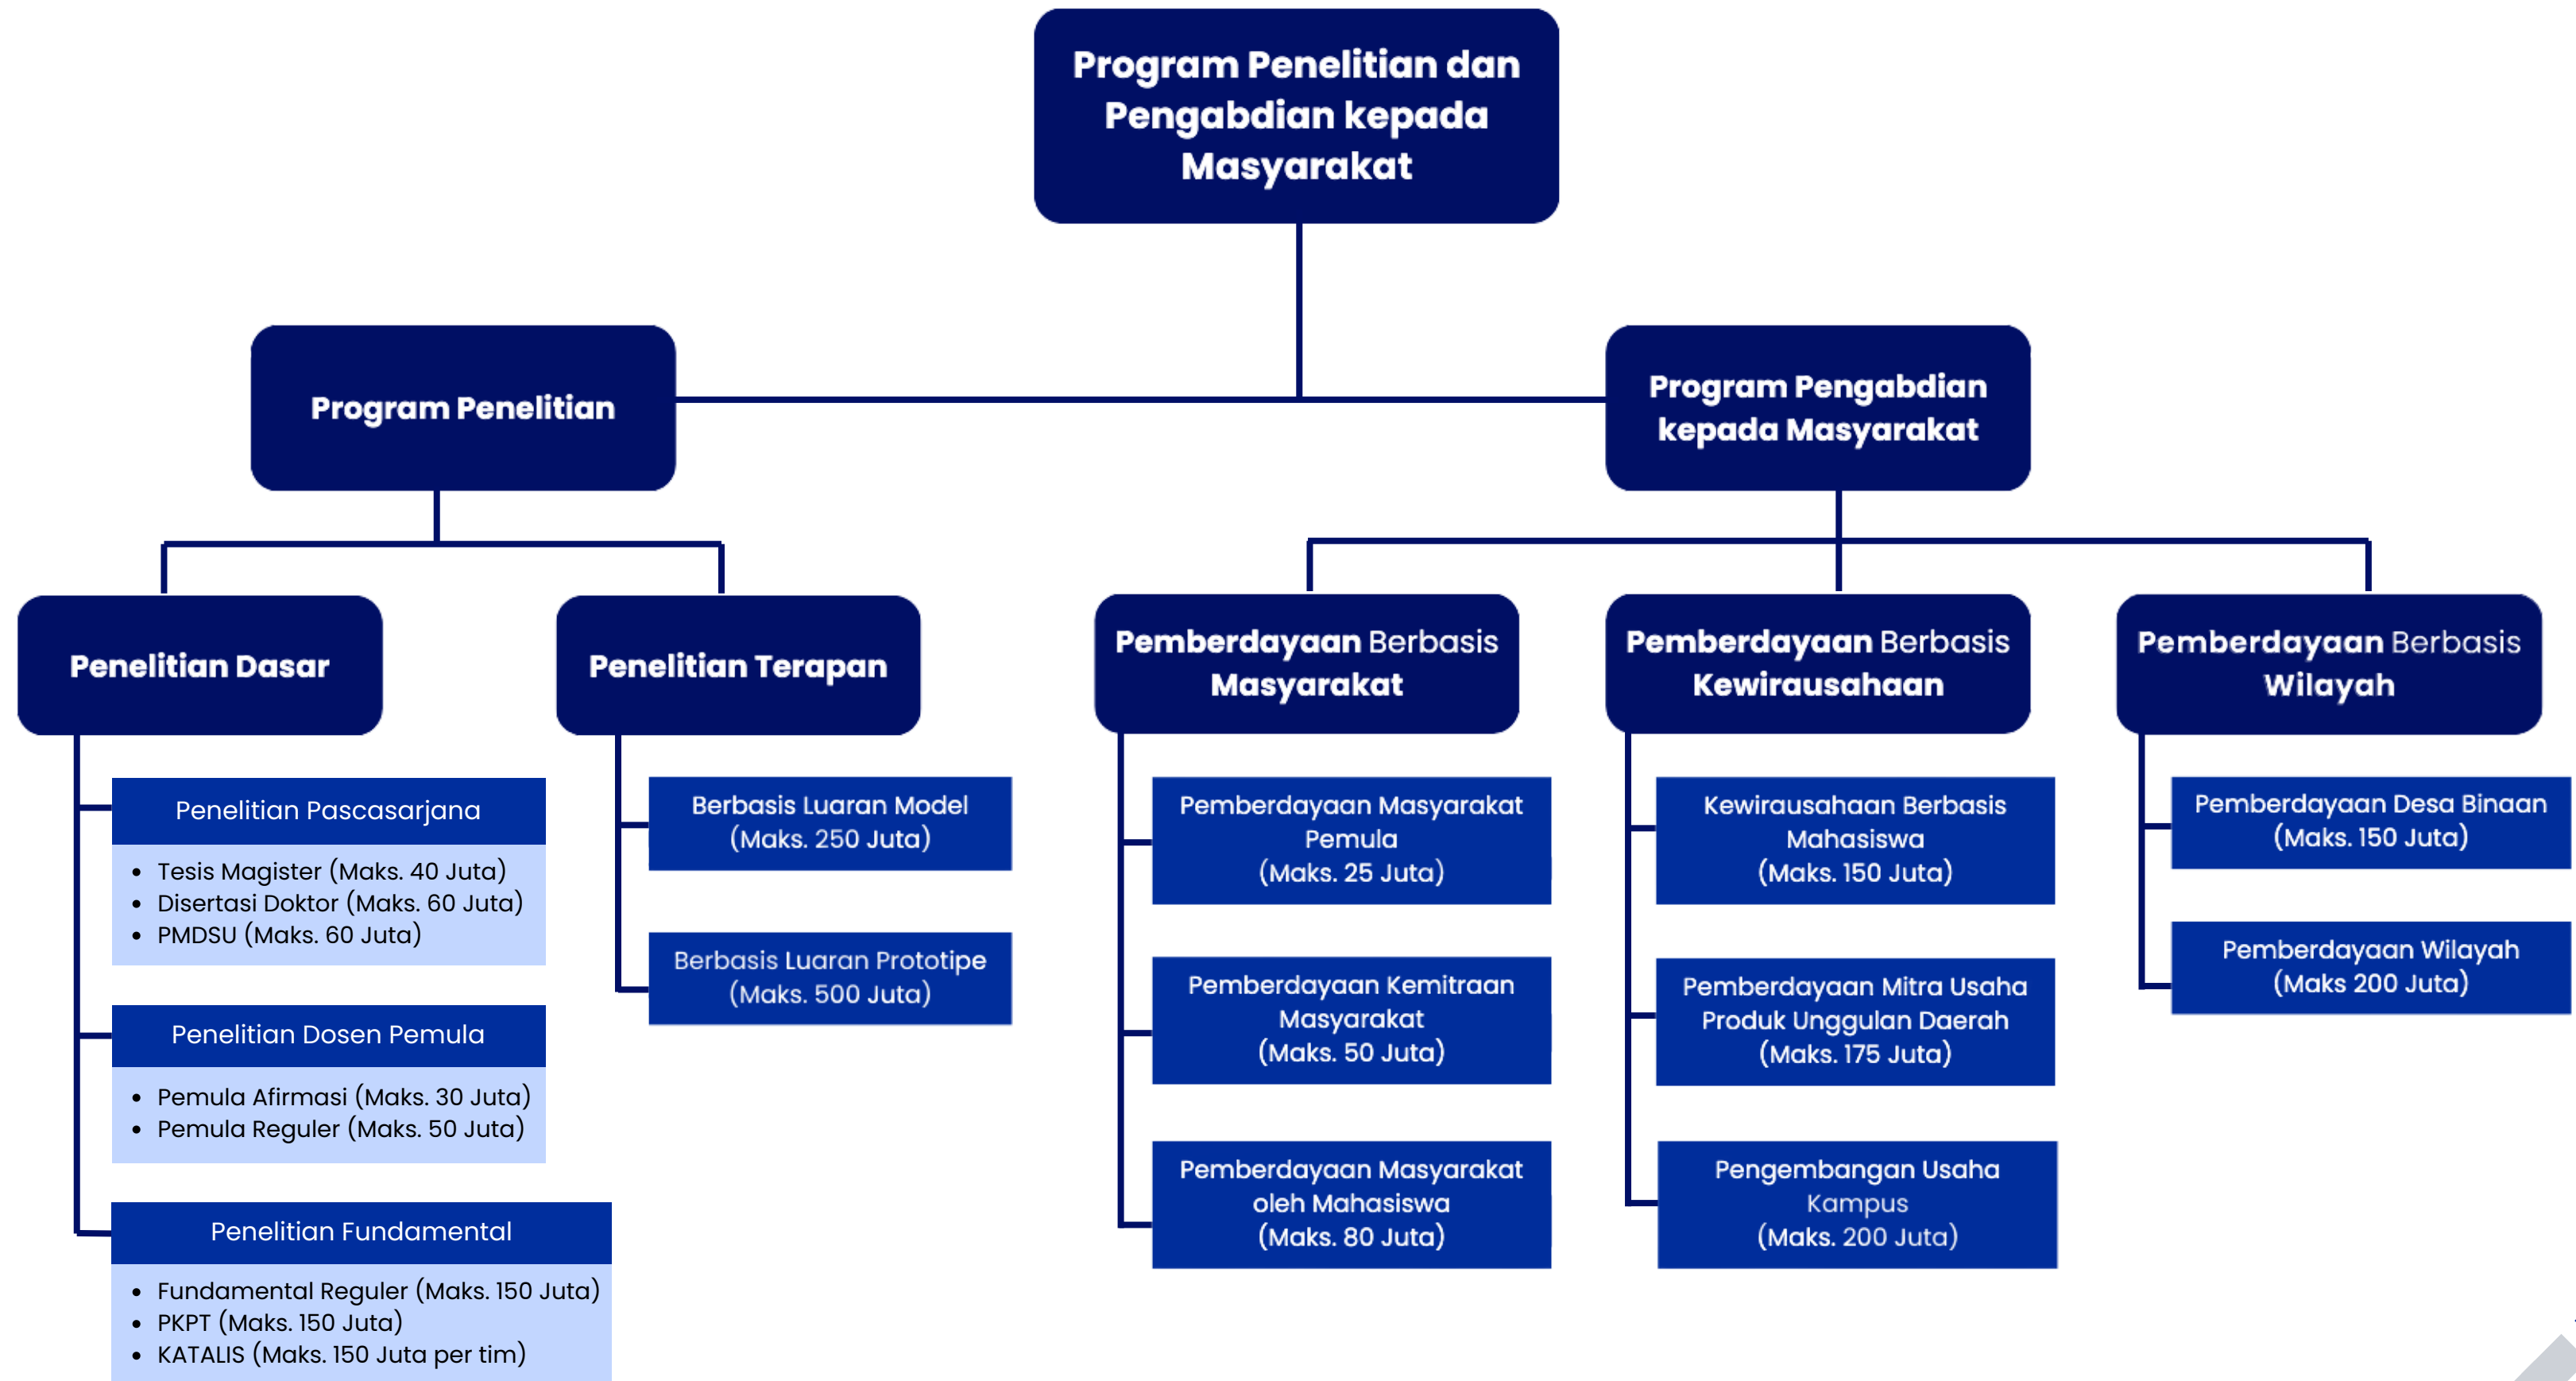 Program Penelitian dan
Pengabdian kepada
Masyarakat
Program Penelitian
Program Pengabdian
kepada Masyarakat
Penelitian Dasar
Penelitian Pascasarjana
• Tesis Magister (Maks. 40 Juta)
• Disertasi Doktor (Maks. 60 Juta)
• PMDSU (Maks. 60 Juta)
Penelitian Dosen Pemula
• Pemula Afirmasi (Maks. 30 Juta)
• Pemula Reguler (Maks. 50 Juta)
Penelitian Fundamental
• Fundamental Reguler (Maks. 150 Juta)
• PKPT (Maks. 150 Juta)
• KATALIS (Maks. 150 Juta per tim)
Penelitian Terapan
Berbasis Luaran Model
(Maks. 250 Juta)
Berbasis Luaran Prototipe
(Maks. 500 Juta)
Pemberdayaan Berbasis
Masyarakat
Pemberdayaan Masyarakat
Pemula
(Maks. 25 Juta)
Pemberdayaan Kemitraan
Masyarakat
(Maks. 50 Juta)
Pemberdayaan Masyarakat
oleh Mahasiswa
(Maks. 80 Juta)
Pemberdayaan Berbasis
Kewirausahaan
Kewirausahaan Berbasis
Mahasiswa
(Maks. 150 Juta)
Pemberdayaan Mitra Usaha
Produk Unggulan Daerah
(Maks. 175 Juta)
Pengembangan Usaha
Kampus
(Maks. 200 Juta)
Pemberdayaan Berbasis
Wilayah
Pemberdayaan Desa Binaan
(Maks. 150 Juta)
Pemberdayaan Wilayah
(Maks 200 Juta)